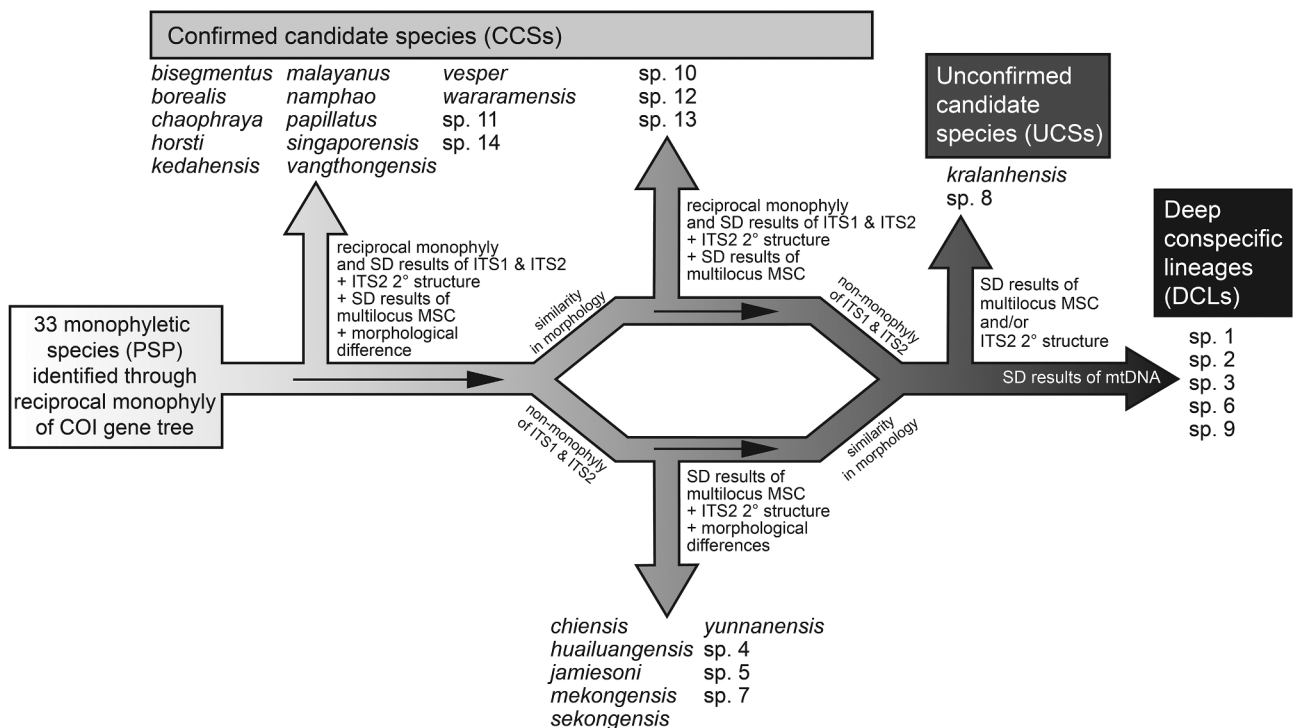 Confirmed candidate species (CCSs)
bisegmentus malayanus vesper sp. 10
borealis namphao wararamensis sp. 12
chaophraya papillatus sp. 11 sp. 13
horsti singaporensis sp. 14
kedahensis vangthongensis
Unconfirmed
candidate
species (UCSs)
kralanhensis
sp. 8
Deep
conspecific
lineages
(DCLs)
sp. 1
sp. 2
sp. 3
sp. 6
sp. 9
33 monophyletic
species (PSP)
identified through
reciprocal monophyly
of COI gene tree
reciprocal monophyly
and SD results of ITS1 & ITS2
+ ITS2 2° structure
+ SD results of
multilocus MSC
+ morphological
difference
similarity
in morphology
reciprocal monophyly
and SD results of ITS1 & ITS2
+ ITS2 2° structure
+ SD results of
multilocus MSC
non-monophyly
of ITS1 & ITS2
SD results of
multilocus MSC
and/or
ITS2 2° structure
SD results of mtDNA
non-monophyly
of ITS1 & ITS2
SD results of
multilocus MSC
+ ITS2 2° structure
+ morphological
differences
similarity
in morphology
chiensis yunnanensis
huailuangensis sp. 4
jamiesoni sp. 5
mekongensis sp. 7
sekongensis